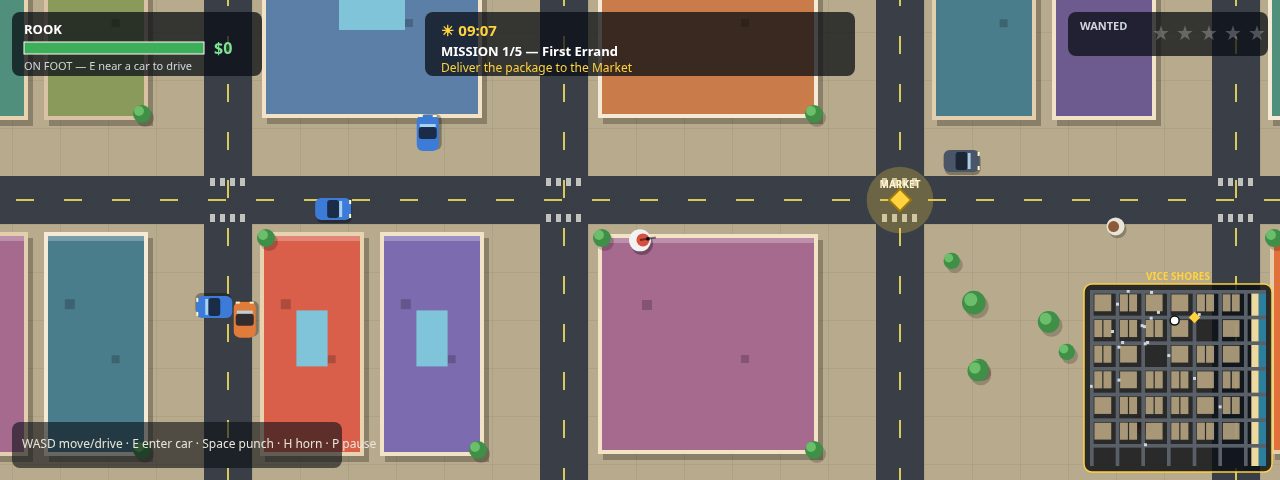 ROOK
$0
ON FOOT — E near a car to drive
☀ 09:07
MISSION 1/5 — First Errand
Deliver the package to the Market
WANTED
★ ★ ★ ★ ★
MARKET
VICE SHORES
WASD move/drive · E enter car · Space punch · H horn · P pause